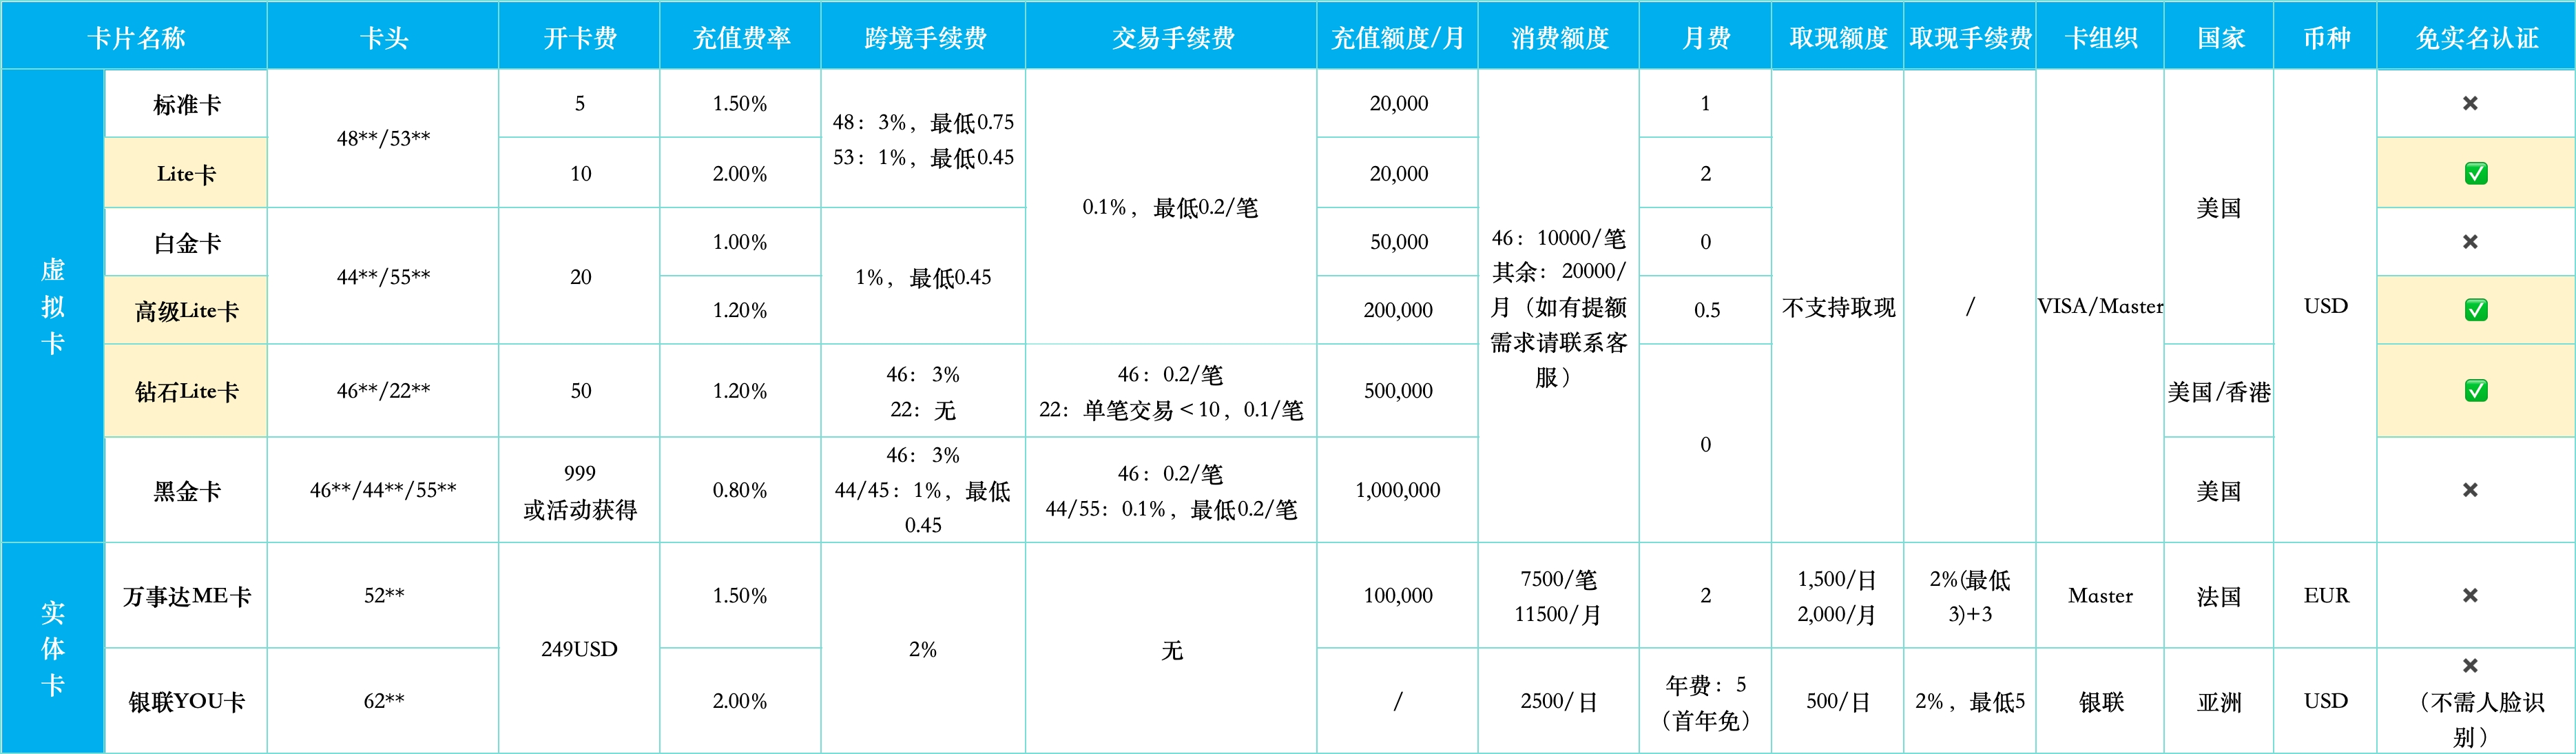 卡片名称 卡头 开卡费 充值费率 跨境手续费 交易手续费 充值额度/月 消费额度 月费 取现额度 取现手续费 卡组织 国家 币种 免实名认证
虚
拟
卡
标准卡
48**/53**
5
1.50%
48：3%，最低0.75
53：1%，最低0.45
0.1%，最低0.2/笔
20,000
46：10000/笔
其余：20000/
月（如有提额
需求请联系客
服）
1
不支持取现
/
VISA/Master
美国
USD
❌
Lite卡
10
2.00%
20,000
2
✅
白金卡
44**/55**
20
1.00%
1%，最低0.45
50,000
0
❌
高级Lite卡
1.20%
200,000
0.5
✅
钻石Lite卡
46**/22**
50
1.20%
46：3%
22：无
46：0.2/笔
22：单笔交易＜10，0.1/笔
500,000
0
美国/香港
✅
黑金卡
46**/44**/55**
999
或活动获得
0.80%
46：3%
44/45：1%，最低
0.45
46：0.2/笔
44/55：0.1%，最低0.2/笔
1,000,000
美国
❌
实
体
卡
万事达ME卡
52**
249USD
1.50%
2%
无
100,000
7500/笔
11500/月
2
1,500/日
2,000/月
2%(最低
3)+3
Master
法国
EUR
❌
银联YOU卡
62**
2.00%
/
2500/日
年费：5
（首年免）
500/日
2%，最低5
银联
亚洲
USD
❌
（不需人脸识
别）